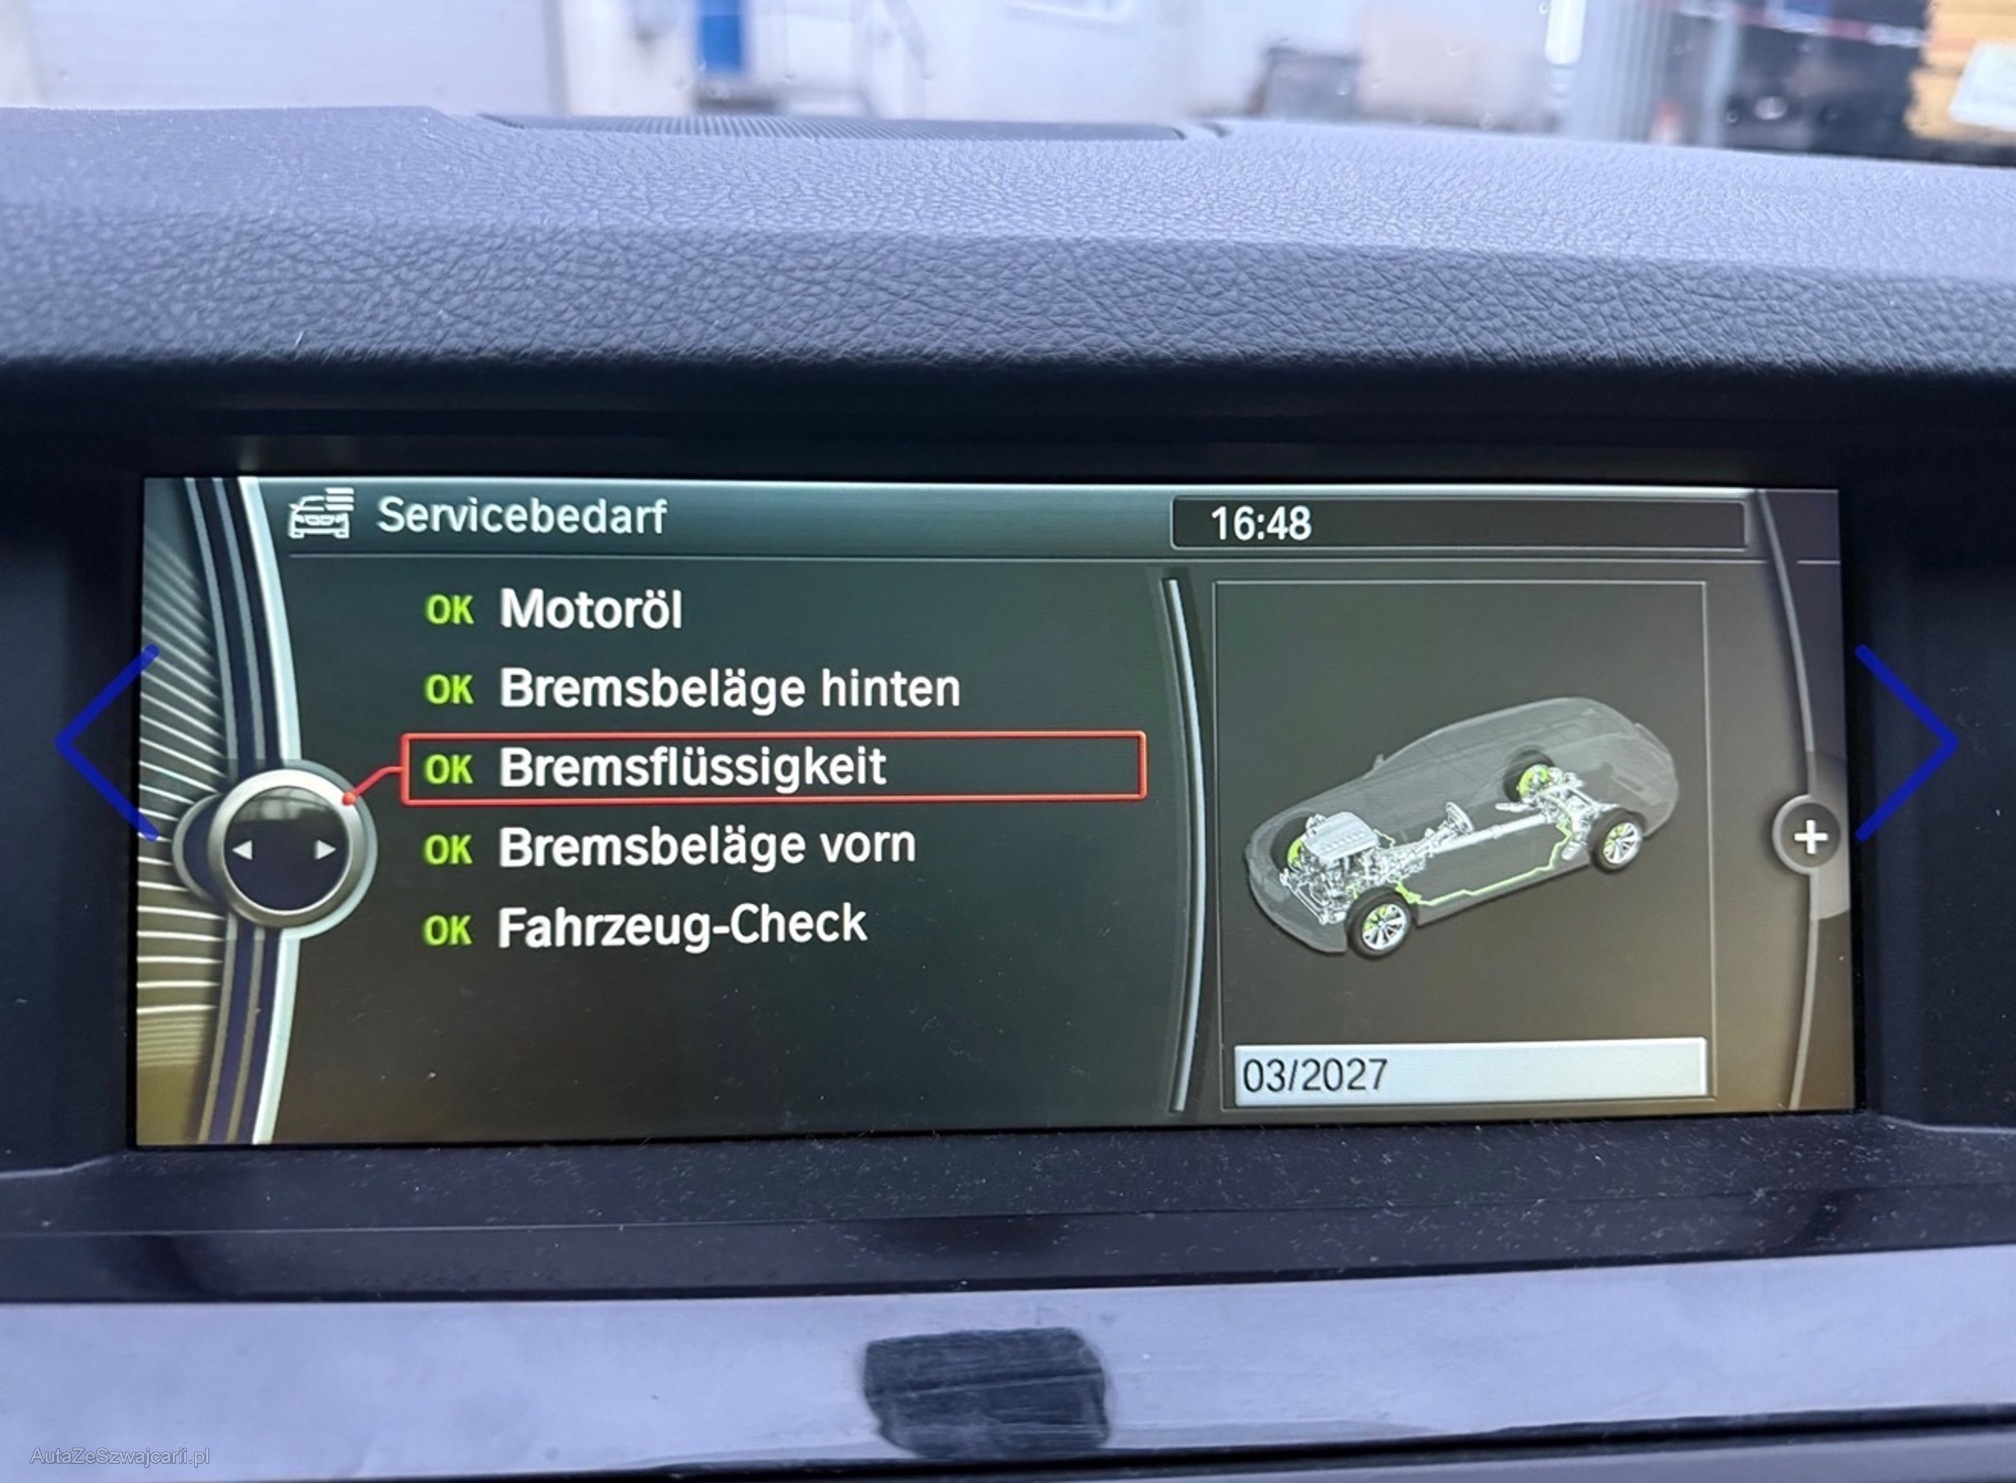 Servicebedarf
16:48
OK Motoröl
OK Bremsbeläge hinten
OK Bremsflüssigkeit
OK Bremsbeläge vorn
OK Fahrzeug-Check
03/2027
AutaZeSzwajcarii.pl